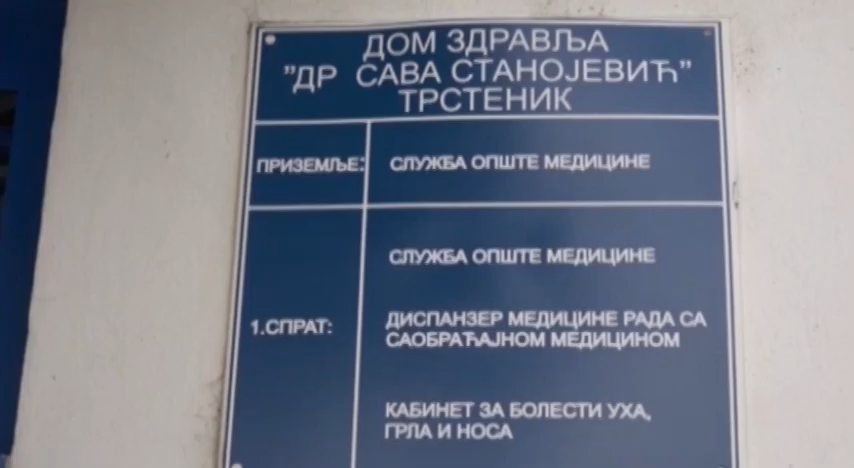 ДОМ ЗДРАВЉА
"ДР САВА СТАНОЈЕВИЋ"
ТРСТЕНИК
ПРИЗЕМЉЕ:
СЛУЖБА ОПШТЕ МЕДИЦИНЕ
1.СПРАТ:
СЛУЖБА ОПШТЕ МЕДИЦИНЕ
ДИСПАНЗЕР МЕДИЦИНЕ РАДА СА
САОБРАЋАЈНОМ МЕДИЦИНОМ
КАБИНЕТ ЗА БОЛЕСТИ УХА,
ГРЛА И НОСА